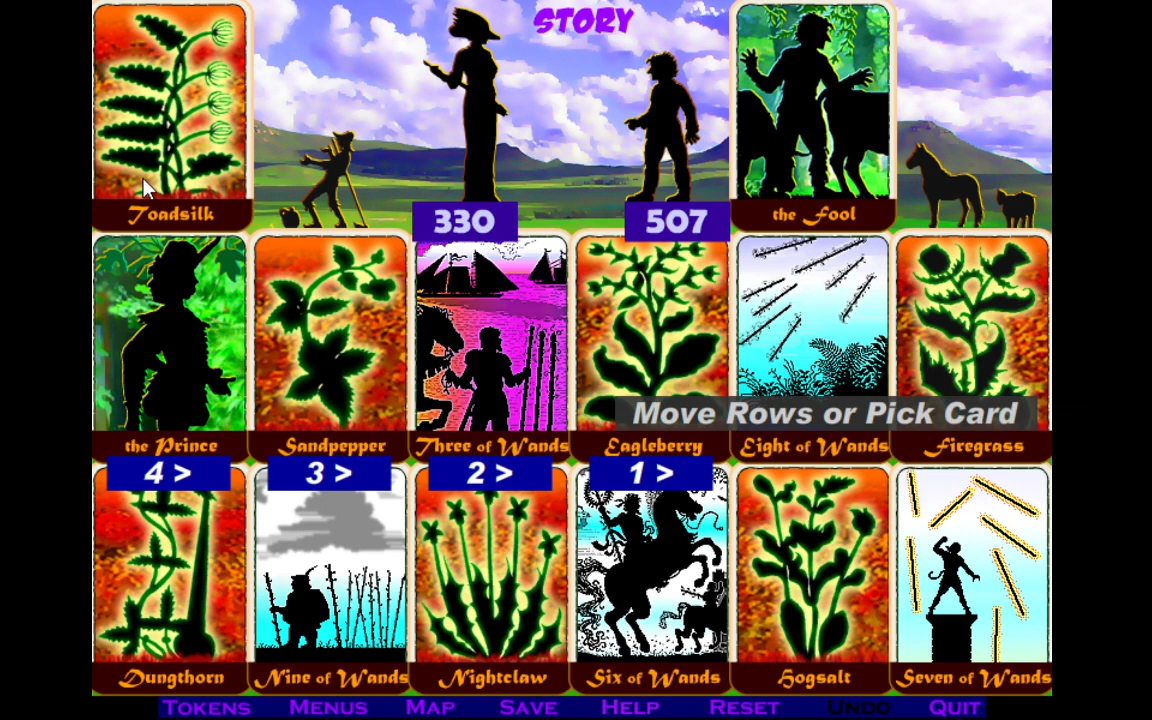 STORY
Toadsilk
the Fool
330
507
Move Rows or Pick Card
the Prince
Sandpepper
Three of Wands
Eagleberry
Eight of Wands
Firegrass
4 >
3 >
2 >
1 >
Dungthorn
Nine of Wands
Nightclaw
Six of Wands
Hogsalt
Seven of Wands
TOKENS MENUS MAP SAVE HELP RESET UNDO QUIT